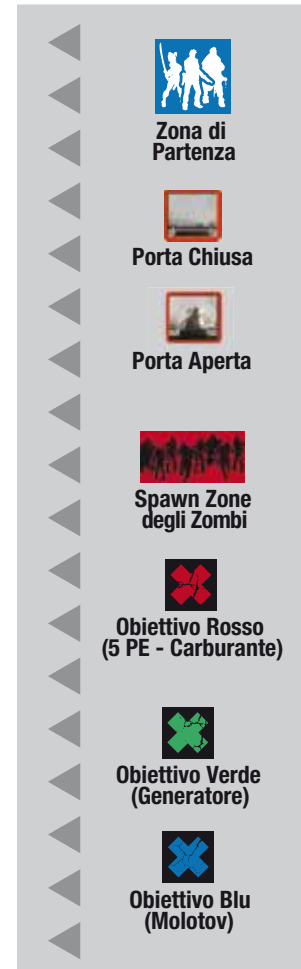 Zona di
Partenza
Porta Chiusa
Porta Aperta
Spawn Zone
degli Zombi
Obiettivo Rosso
(5 PE - Carburante)
Obiettivo Verde
(Generatore)
Obiettivo Blu
(Molotov)